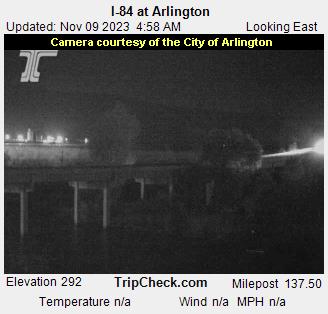 I-84 at Arlington
Updated: Nov 09 2023 4:58 AM Looking East
Camera courtesy of the City of Arlington
Elevation 292 TripCheck.com Milepost 137.50
Temperature n/a Wind n/a MPH n/a